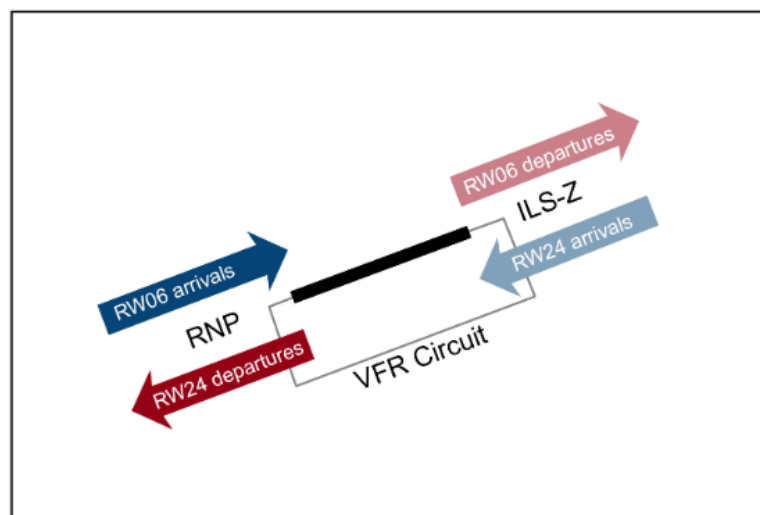 RW06 departures
ILS-Z
RW24 arrivals
RW06 arrivals
RNP
RW24 departures
VFR Circuit